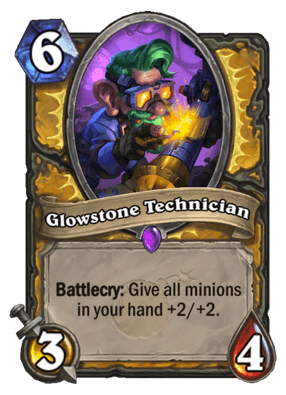 6
Glowstone Technician
Battlecry: Give all minions
in your hand +2/+2.
3
4